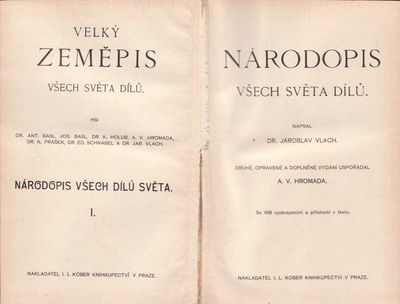 VELKÝ
ZEMĚPIS
VŠECH SVĚTA DÍLŮ.
PÍŠÍ
DR. ANT. BASL, JOS. BASL, DR. K. HOLUB, A. V. HROMADA,
DR. K. PRÁŠEK, DR. ED. SCHNABEL A DR. JAR. VLACH.
NÁRODOPIS VŠECH DÍLŮ SVĚTA.
I.
NAKLADATEL I. L. KOBER KNIHKUPECTVÍ V PRAZE.
NÁRODOPIS
VŠECH SVĚTA DÍLŮ.
NAPSAL
DR. JAROSLAV VLACH.
DRUHÉ, OPRAVENÉ A DOPLNĚNÉ VYDÁNÍ USPOŘÁDAL
A. V. HROMADA.
Se 456 vyobrazeními a přílohami v textu.
NAKLADATEL I. L. KOBER KNIHKUPECTVÍ V PRAZE.